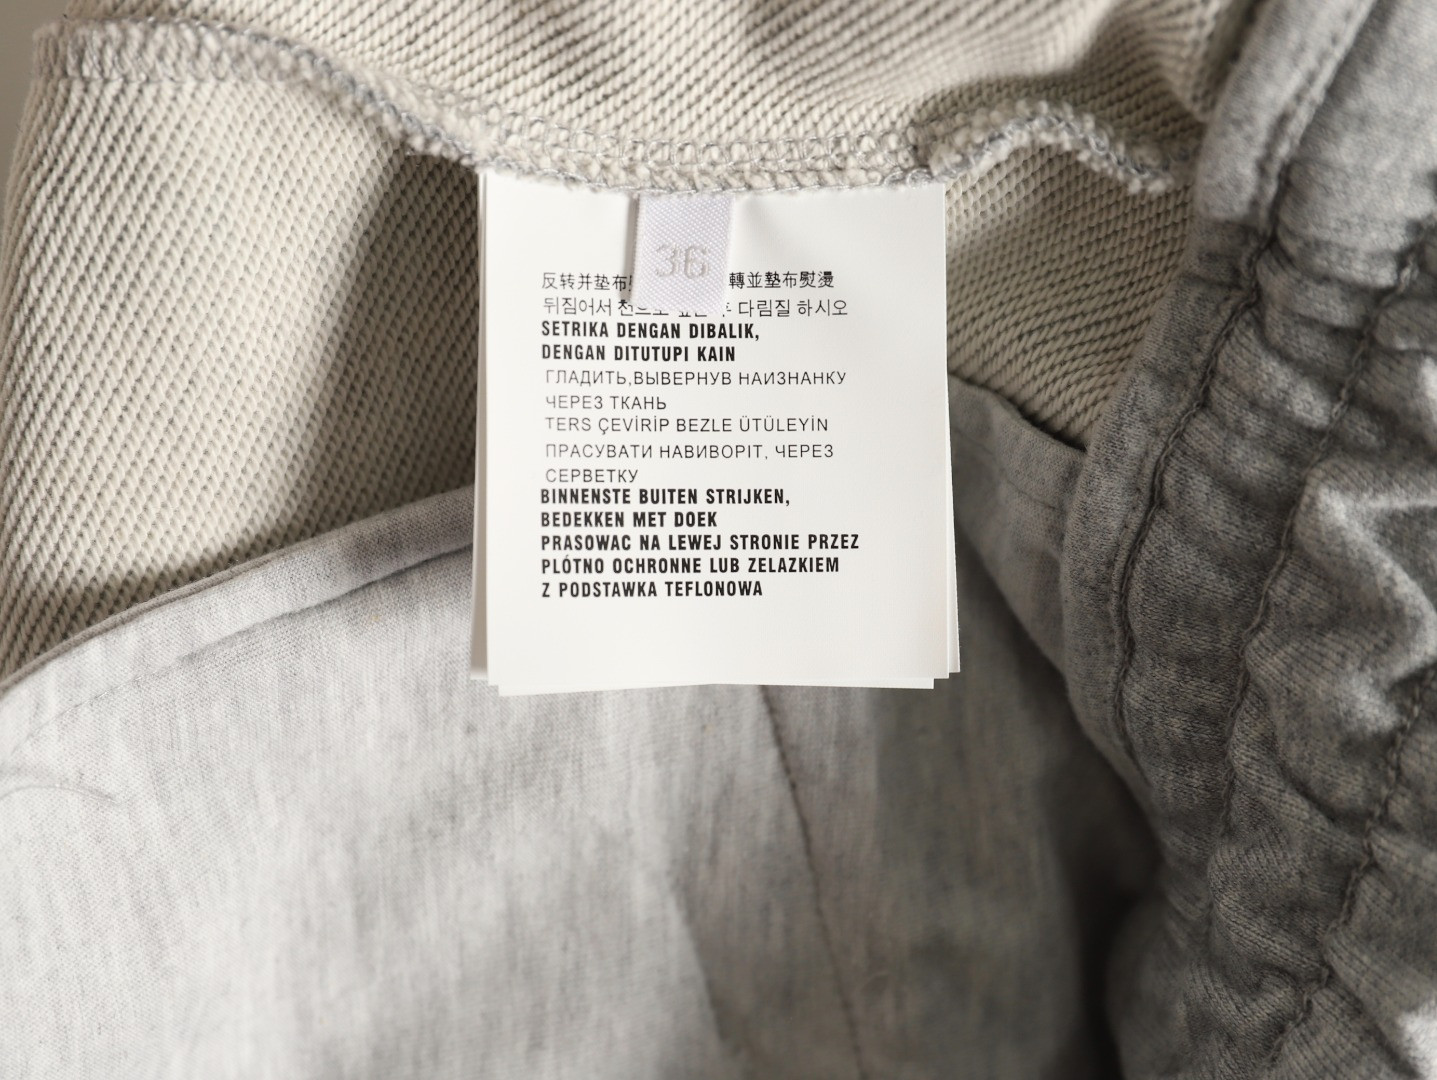 36
反转并垫布 轉並墊布熨燙
뒤집어서 다림질 하시오
SETRIKA DENGAN DIBALIK,
DENGAN DITUTUPI KAIN
ГЛАДИТЬ,ВЫВЕРНУВ НАИЗНАНКУ
ЧЕРЕЗ ТКАНЬ
TERS ÇEVİRİP BEZLE ÜTÜLEYİN
ПРАСУВАТИ НАВИВОРІТ, ЧЕРЕЗ
СЕРВЕТКУ
BINNENSTE BUITEN STRIJKEN,
BEDEKKEN MET DOEK
PRASOWAC NA LEWEJ STRONIE PRZEZ
PLÓTNO OCHRONNE LUB ZELAZKIEM
Z PODSTAWKA TEFLONOWA